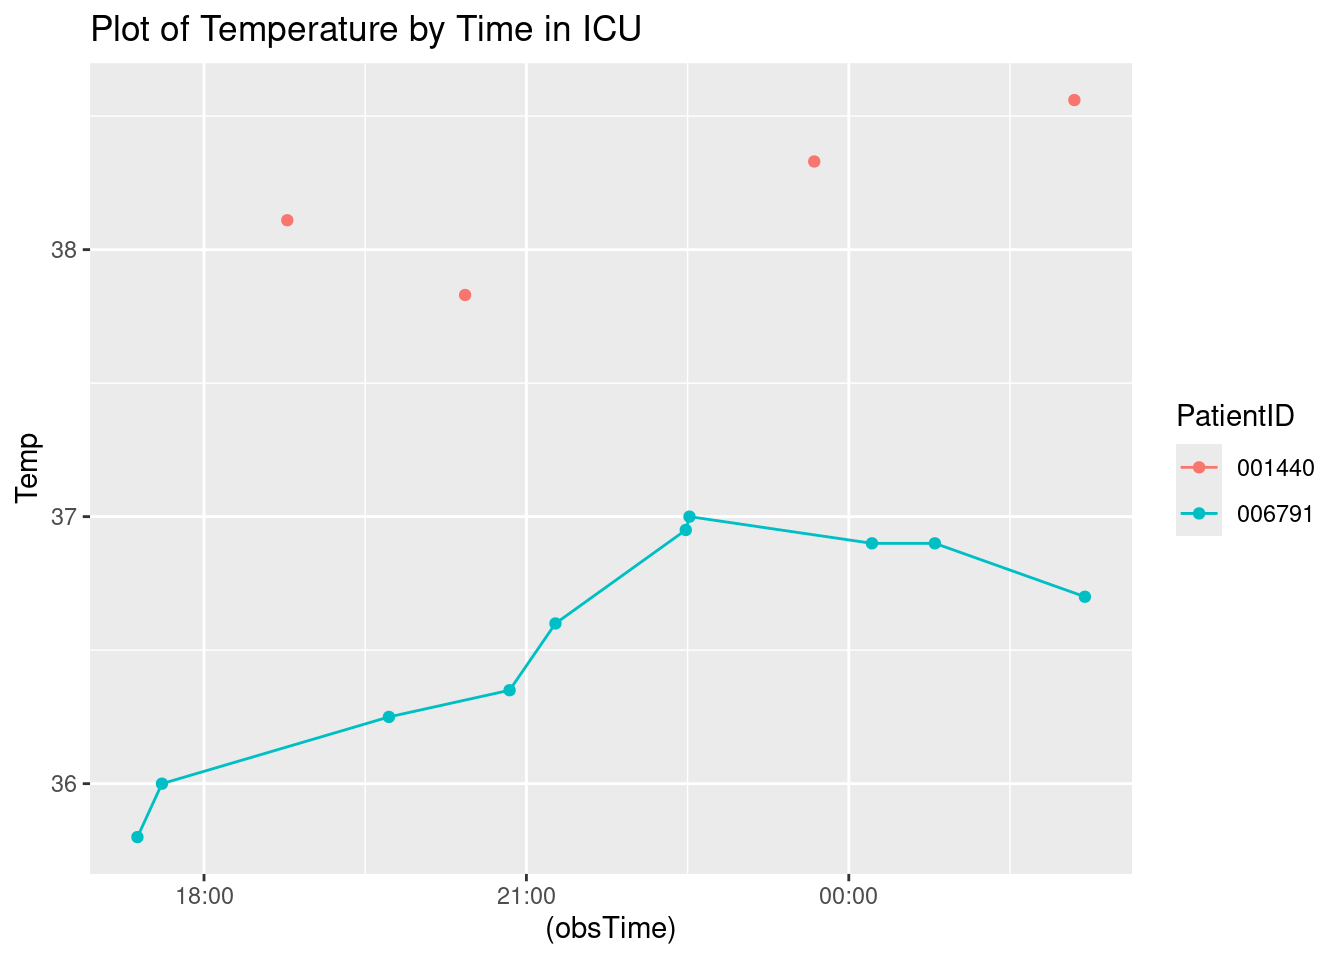 Plot of Temperature by Time in ICU
38
37
36
Temp
18:00 21:00 00:00
(obsTime)
PatientID
001440
006791